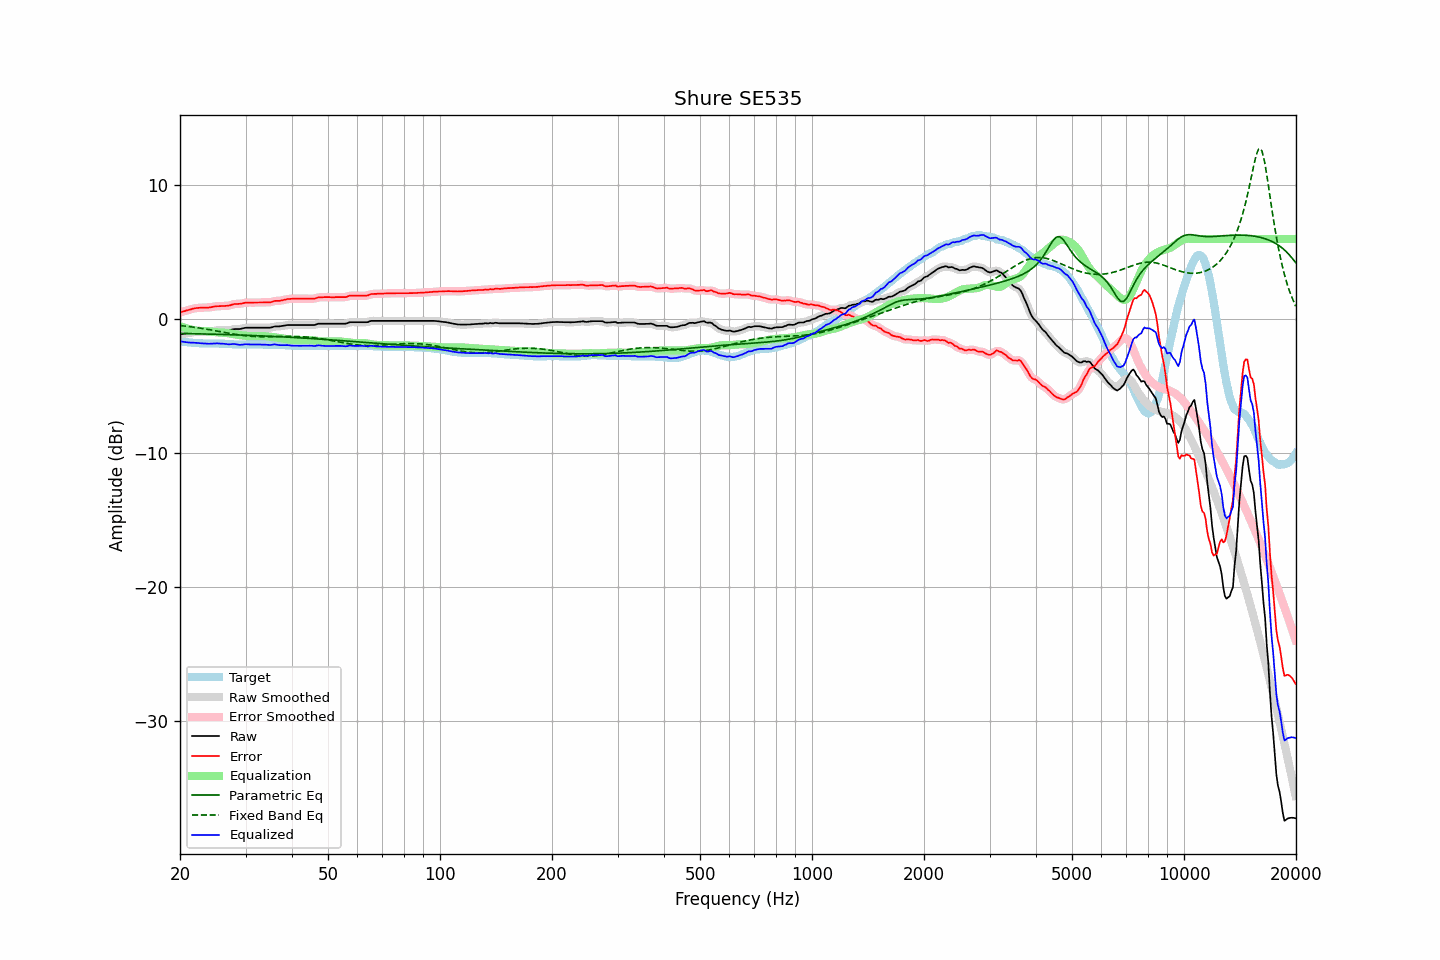 Shure SE535
Amplitude (dBr)
10
0
−10
−20
−30
Target
Raw Smoothed
Error Smoothed
Raw
Error
Equalization
Parametric Eq
Fixed Band Eq
Equalized
20 50 100 200 500 1000 2000 5000 10000 20000
Frequency (Hz)